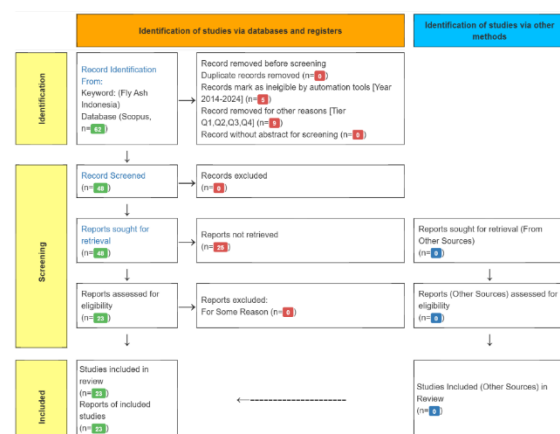 Identification of studies via databases and registers
Identification of studies via other
methods
Identification
Record Identification
From:
Keyword: (Fly Ash
Indonesia)
Database (Scopus,
n=62)
Record removed before screening
Duplicate records removed (n=0)
Records mark as ineligible by automation tools [Year
2014-2024] (n=5)
Record removed for other reasons [Tier
Q1,Q2,Q3,Q4] (n=9)
Record without abstract for screening (n=0)
Screening
Record Screened
(n=48)
Records excluded
(n=0)
Reports sought for
retrieval
(n=48)
Reports not retrieved
(n=25)
Reports sought for retrieval (From
Other Sources)
(n=0)
Reports assessed for
eligibility
(n=23)
Reports excluded:
For Some Reason (n=0)
Reports (Other Sources) assessed for
eligibility
(n=0)
Included
Studies included in
review
(n=23)
Reports of included
studies
(n=23)
Studies Included (Other Sources) in
Review
(n=0)